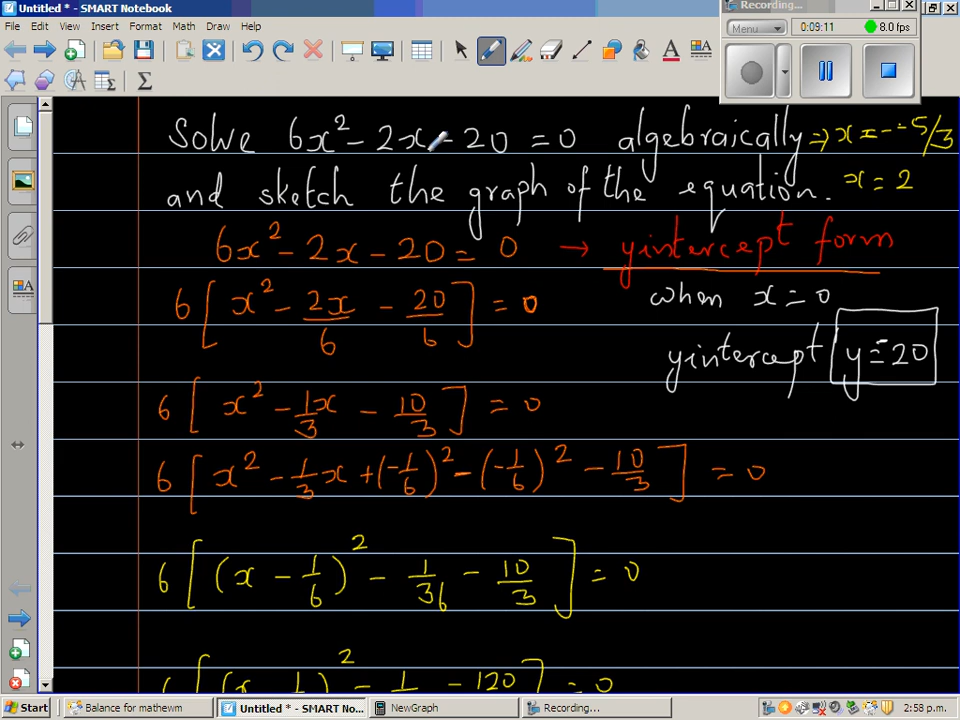 Untitled * - SMART Notebook
Recording...
File Edit View Insert Format Math Draw Help
Menu
0:09:11
8.0 fps
Solve 6x² - 2x - 20 = 0 algebraically ⇒ x = -5/3
and sketch the graph of the equation. x = 2
6x² - 2x - 20 = 0 → yintercept form
6[x² - 2x/6 - 20/6] = 0
when x = 0
yintercept y = -20
6[x² - 1/3x - 10/3] = 0
6[x² - 1/3x + (-1/6)² - (-1/6)² - 10/3] = 0
6[(x - 1/6)² - 1/36 - 10/3] = 0
Start
Balance for mathewm
Untitled * - SMART No...
NewGraph
Recording...
2:58 p.m.